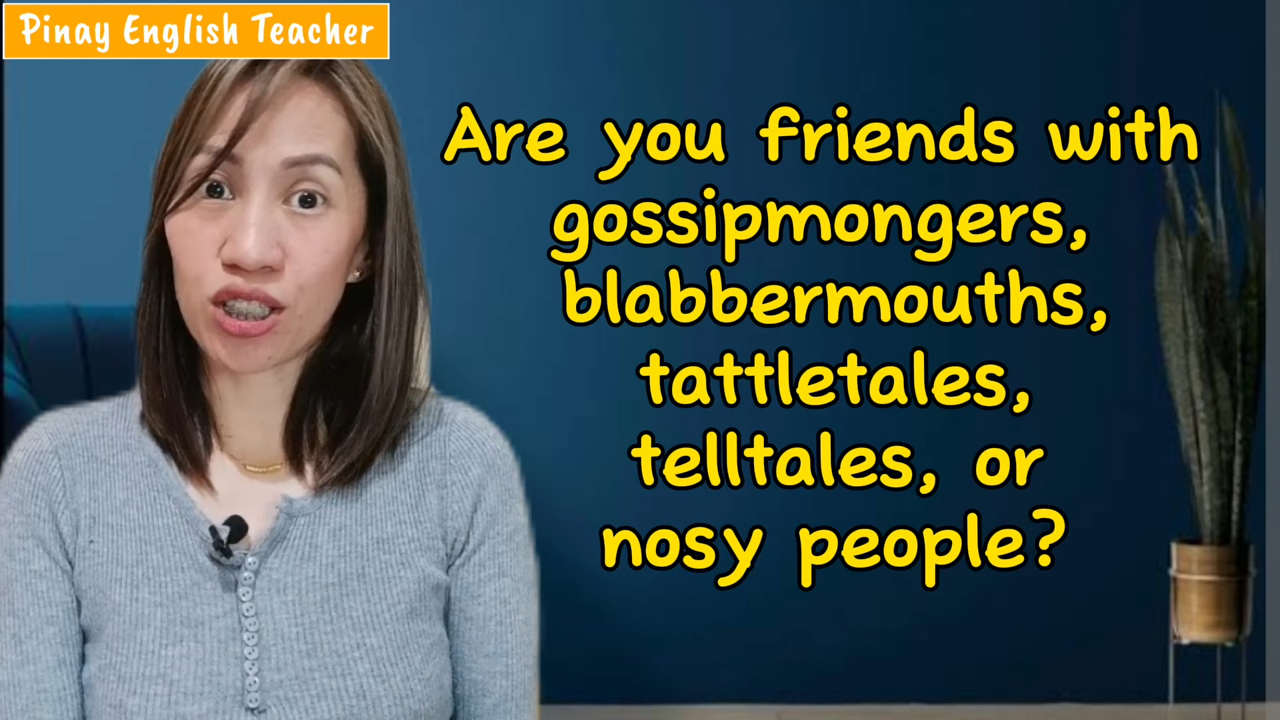 Pinay English Teacher
Are you friends with
gossipmongers,
blabbermouths,
tattletales,
telltales, or
nosy people?